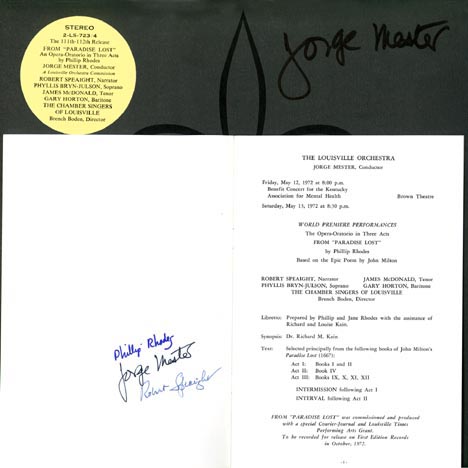 STEREO
2-LS-723/4
The 111th-112th Release
FROM "PARADISE LOST"
An Opera-Oratorio in Three Acts
by Phillip Rhodes
JORGE MESTER, Conductor
A Louisville Orchestra Commission
ROBERT SPEAIGHT, Narrator
PHYLLIS BRYN-JULSON, Soprano
JAMES McDONALD, Tenor
GARY HORTON, Baritone
THE CHAMBER SINGERS
OF LOUISVILLE
Brench Boden, Director
Jorge Mester
Phillip Rhodes
Jorge Mester
Robert Speaight
THE LOUISVILLE ORCHESTRA
JORGE MESTER, Conductor
Friday, May 12, 1972 at 8:00 p.m.
Benefit Concert for the Kentucky
Association for Mental Health Brown Theatre
Saturday, May 13, 1972 at 8:30 p.m.
WORLD PREMIERE PERFORMANCES
The Opera-Oratorio in Three Acts
FROM "PARADISE LOST"
by Phillip Rhodes
Based on the Epic Poem by John Milton
ROBERT SPEAIGHT, Narrator JAMES McDONALD, Tenor
PHYLLIS BRYN-JULSON, Soprano GARY HORTON, Baritone
THE CHAMBER SINGERS OF LOUISVILLE
Brench Boden, Director
Libretto: Prepared by Phillip and Jane Rhodes with the assistance of
Richard and Louise Kain.
Synopsis: Dr. Richard M. Kain.
Text: Selected principally from the following books of John Milton's
Paradise Lost (1667):
Act I: Books I and II
Act II: Book IV
Act III: Books IX, X, XI, XII
INTERMISSION following Act I
INTERVAL following Act II
FROM "PARADISE LOST" was commissioned and produced
with a special Courier-Journal and Louisville Times
Performing Arts Grant.
To be recorded for release on First Edition Records
in October, 1972.